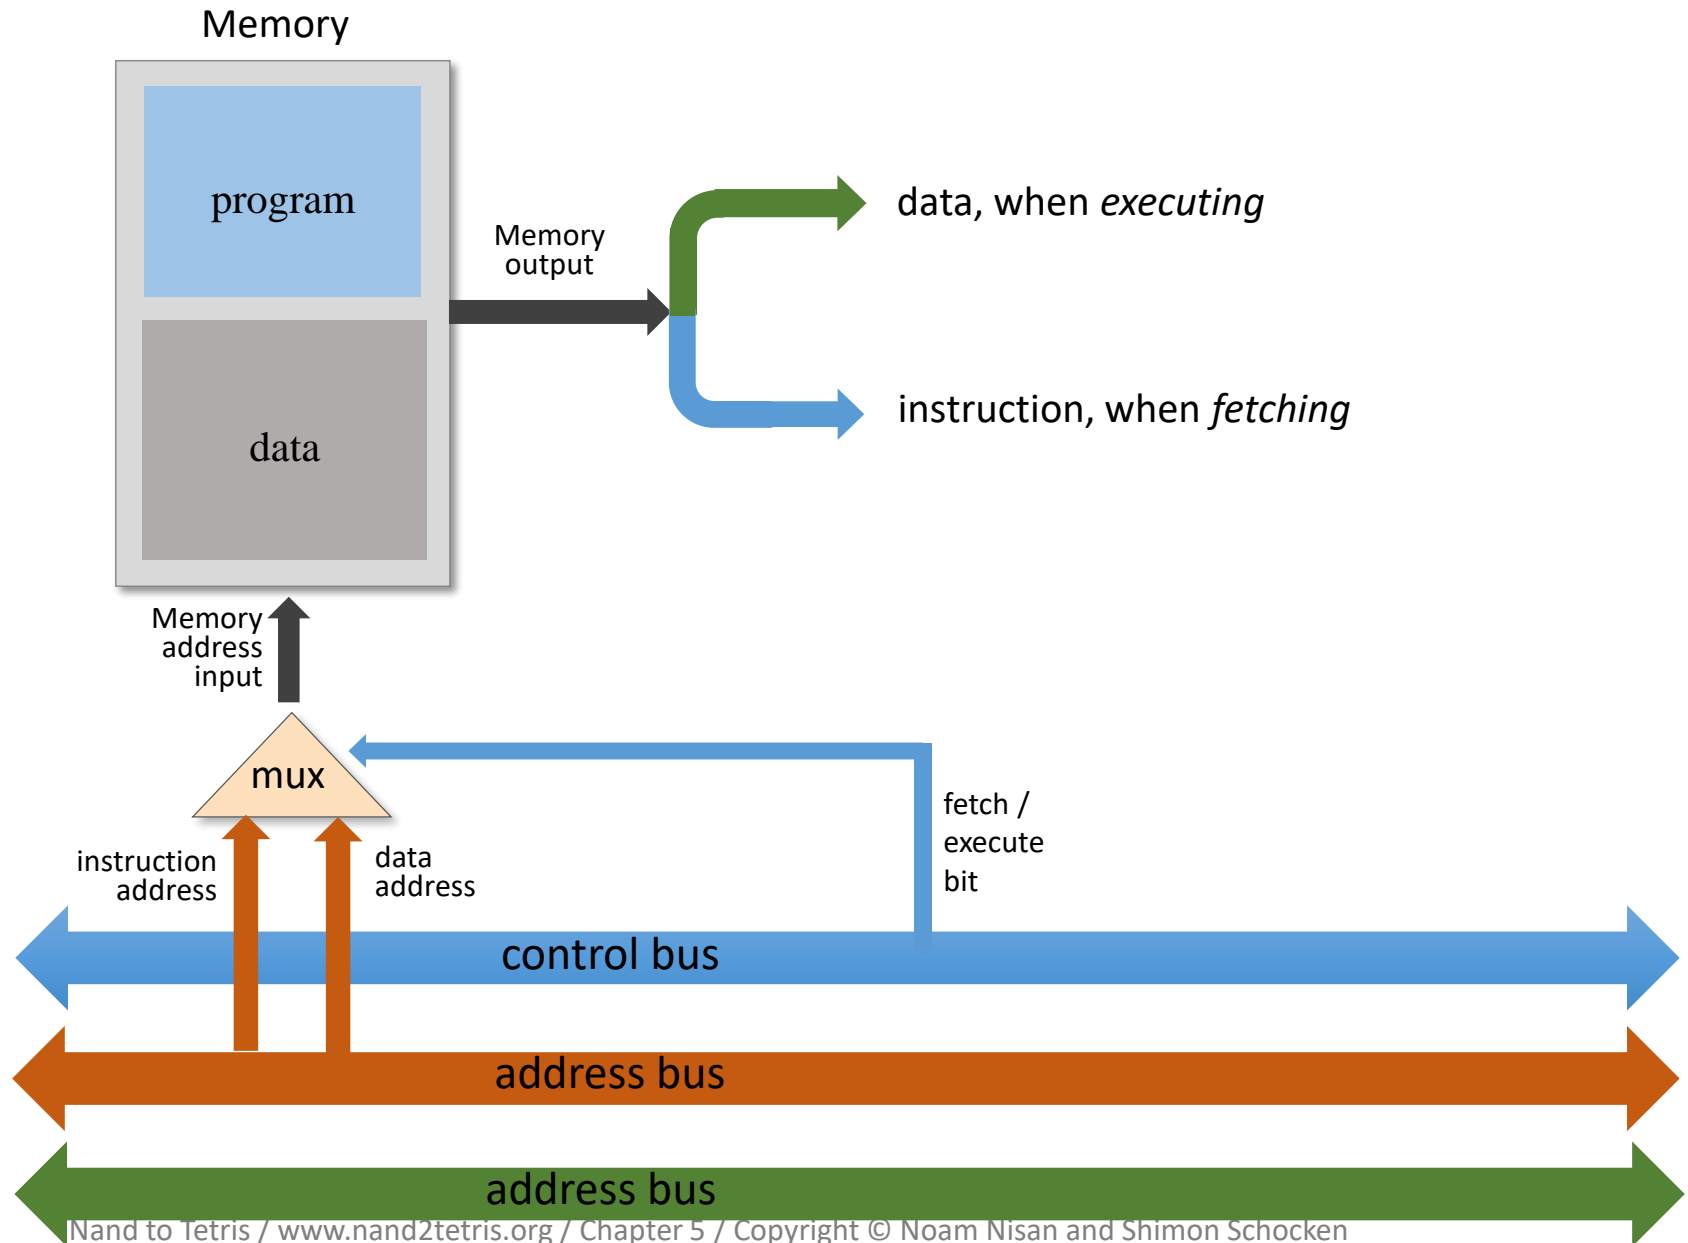 Memory
program
data
Memory
output
data, when executing
instruction, when fetching
Memory
address
input
mux
instruction
address
data
address
fetch /
execute
bit
control bus
address bus
address bus
Nand to Tetris / www.nand2tetris.org / Chapter 5 / Copyright © Noam Nisan and Shimon Schocken